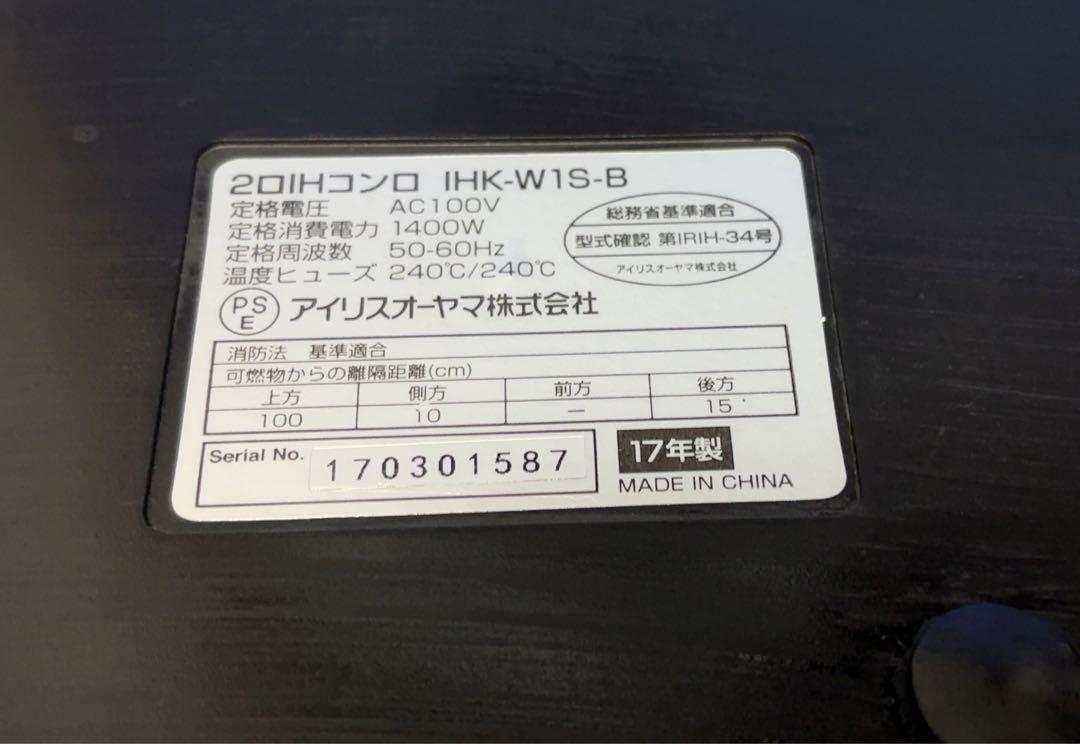 2口IHコンロ IHK-W1S-B
定格電圧 AC100V
定格消費電力 1400W
定格周波数 50-60Hz
温度ヒューズ 240℃/240℃
総務省基準適合
型式確認 第IRIH-34号
アイリスオーヤマ株式会社
PSE アイリスオーヤマ株式会社
消防法 基準適合
可燃物からの離隔距離(cm)
上方 側方 前方 後方
100 10 — 15
Serial No. 170301587
17年製
MADE IN CHINA